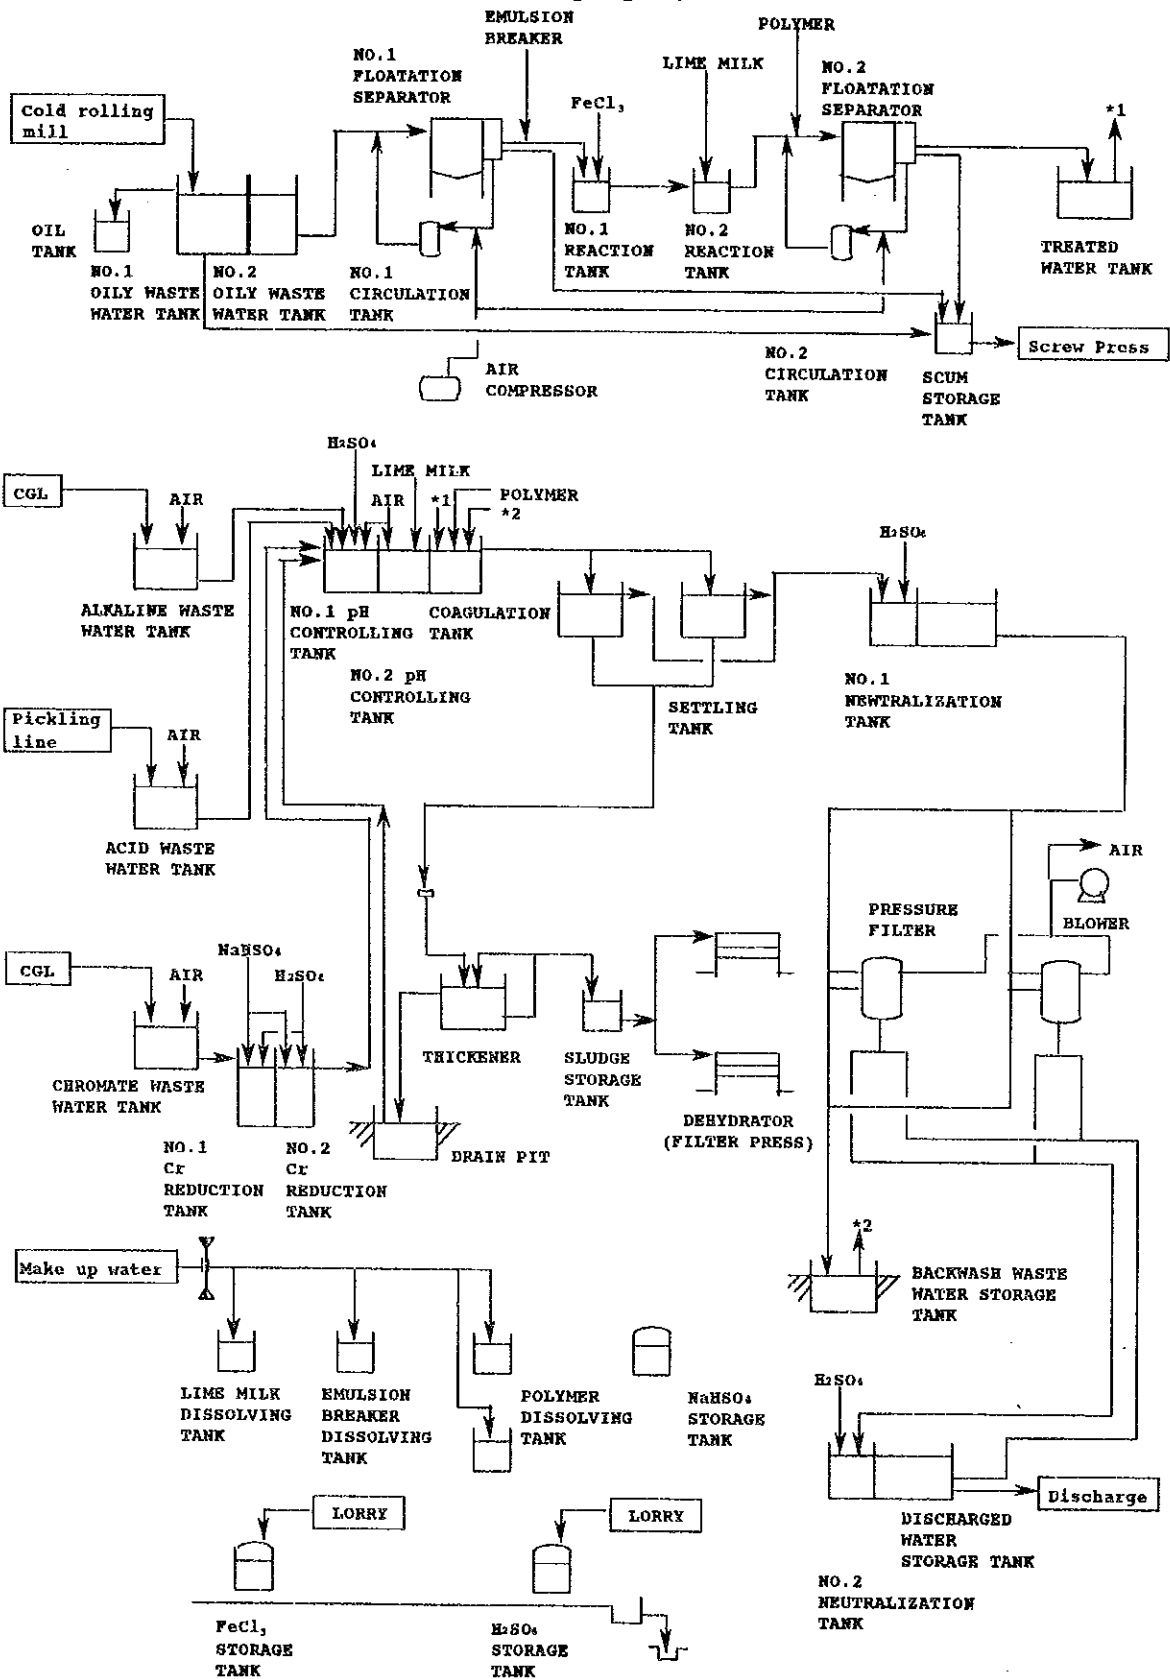 EMULSION
BREAKER
POLYMER
NO.1
FLOATATION
SEPARATOR
LIME MILK
NO.2
FLOATATION
SEPARATOR
FeCl₃
*1
Cold rolling
mill
OIL
TANK
NO.1
OILY WASTE
WATER TANK
NO.2
OILY WASTE
WATER TANK
NO.1
CIRCULATION
TANK
NO.1
REACTION
TANK
NO.2
REACTION
TANK
TREATED
WATER TANK
AIR
COMPRESSOR
NO.2
CIRCULATION
TANK
SCUM
STORAGE
TANK
Screw Press
H₂SO₄
LIME MILK
CGL
AIR
AIR
*1
POLYMER
*2
H₂SO₄
ALKALINE WASTE
WATER TANK
NO.1 pH
CONTROLLING
TANK
COAGULATION
TANK
NO.2 pH
CONTROLLING
TANK
SETTLING
TANK
NO.1
NEWTRALIZATION
TANK
Pickling
line
AIR
ACID WASTE
WATER TANK
AIR
BLOWER
PRESSURE
FILTER
NaHSO₄
H₂SO₄
CGL
AIR
CHROMATE WASTE
WATER TANK
THICKENER
SLUDGE
STORAGE
TANK
DEHYDRATOR
(FILTER PRESS)
NO.1
Cr
REDUCTION
TANK
NO.2
Cr
REDUCTION
TANK
DRAIN PIT
Make up water
*2
BACKWASH WASTE
WATER STORAGE
TANK
LIME MILK
DISSOLVING
TANK
EMULSION
BREAKER
DISSOLVING
TANK
POLYMER
DISSOLVING
TANK
NaHSO₄
STORAGE
TANK
H₂SO₄
Discharge
LORRY
LORRY
DISCHARGED
WATER
STORAGE TANK
NO.2
NEUTRALIZATION
TANK
FeCl₃
STORAGE
TANK
H₂SO₄
STORAGE
TANK